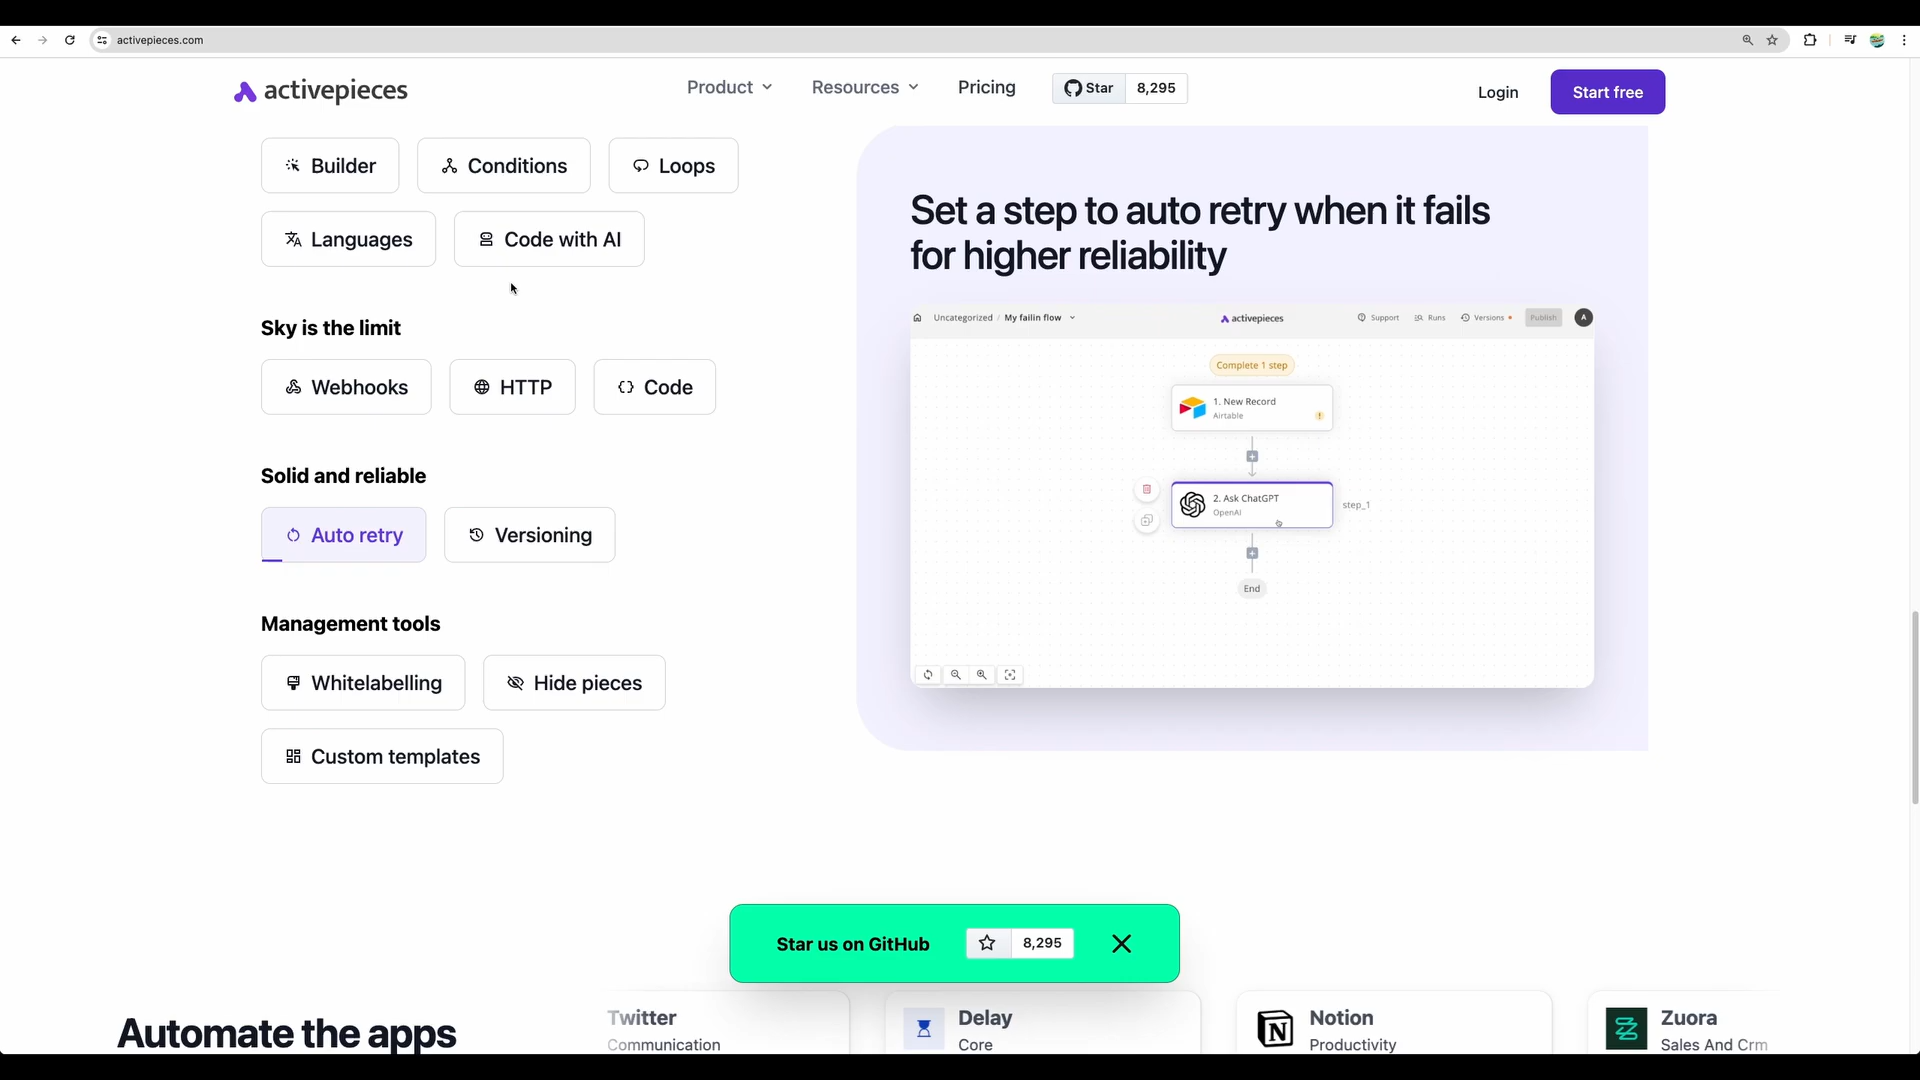 activepieces.com
activepieces
Product
Resources
Pricing
Star
8,295
Login
Start free
Builder
Conditions
Loops
Languages
Code with AI
Sky is the limit
Webhooks
HTTP
Code
Solid and reliable
Auto retry
Versioning
Management tools
Whitelabelling
Hide pieces
Custom templates
Set a step to auto retry when it fails
for higher reliability
Uncategorized / My failin flow
activepieces
Support
Runs
Versions
Publish
A
Complete 1 step
1. New Record
Airtable
2. Ask ChatGPT
OpenAI
step_1
End
Star us on GitHub
8,295
Automate the apps
Twitter
Communication
Delay
Core
Notion
Productivity
Zuora
Sales And Crm